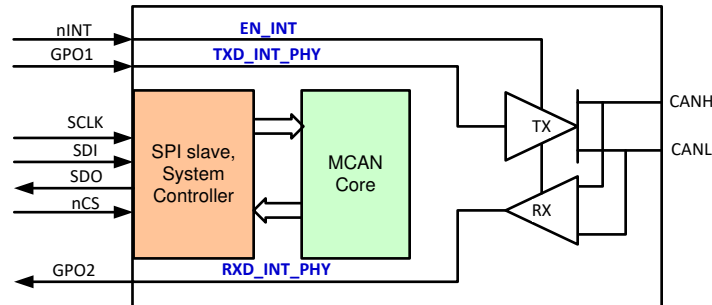 nINT
EN_INT
GPO1
TXD_INT_PHY
SCLK
SDI
SDO
nCS
SPI slave,
System
Controller
MCAN
Core
TX
RX
CANH
CANL
GPO2
RXD_INT_PHY